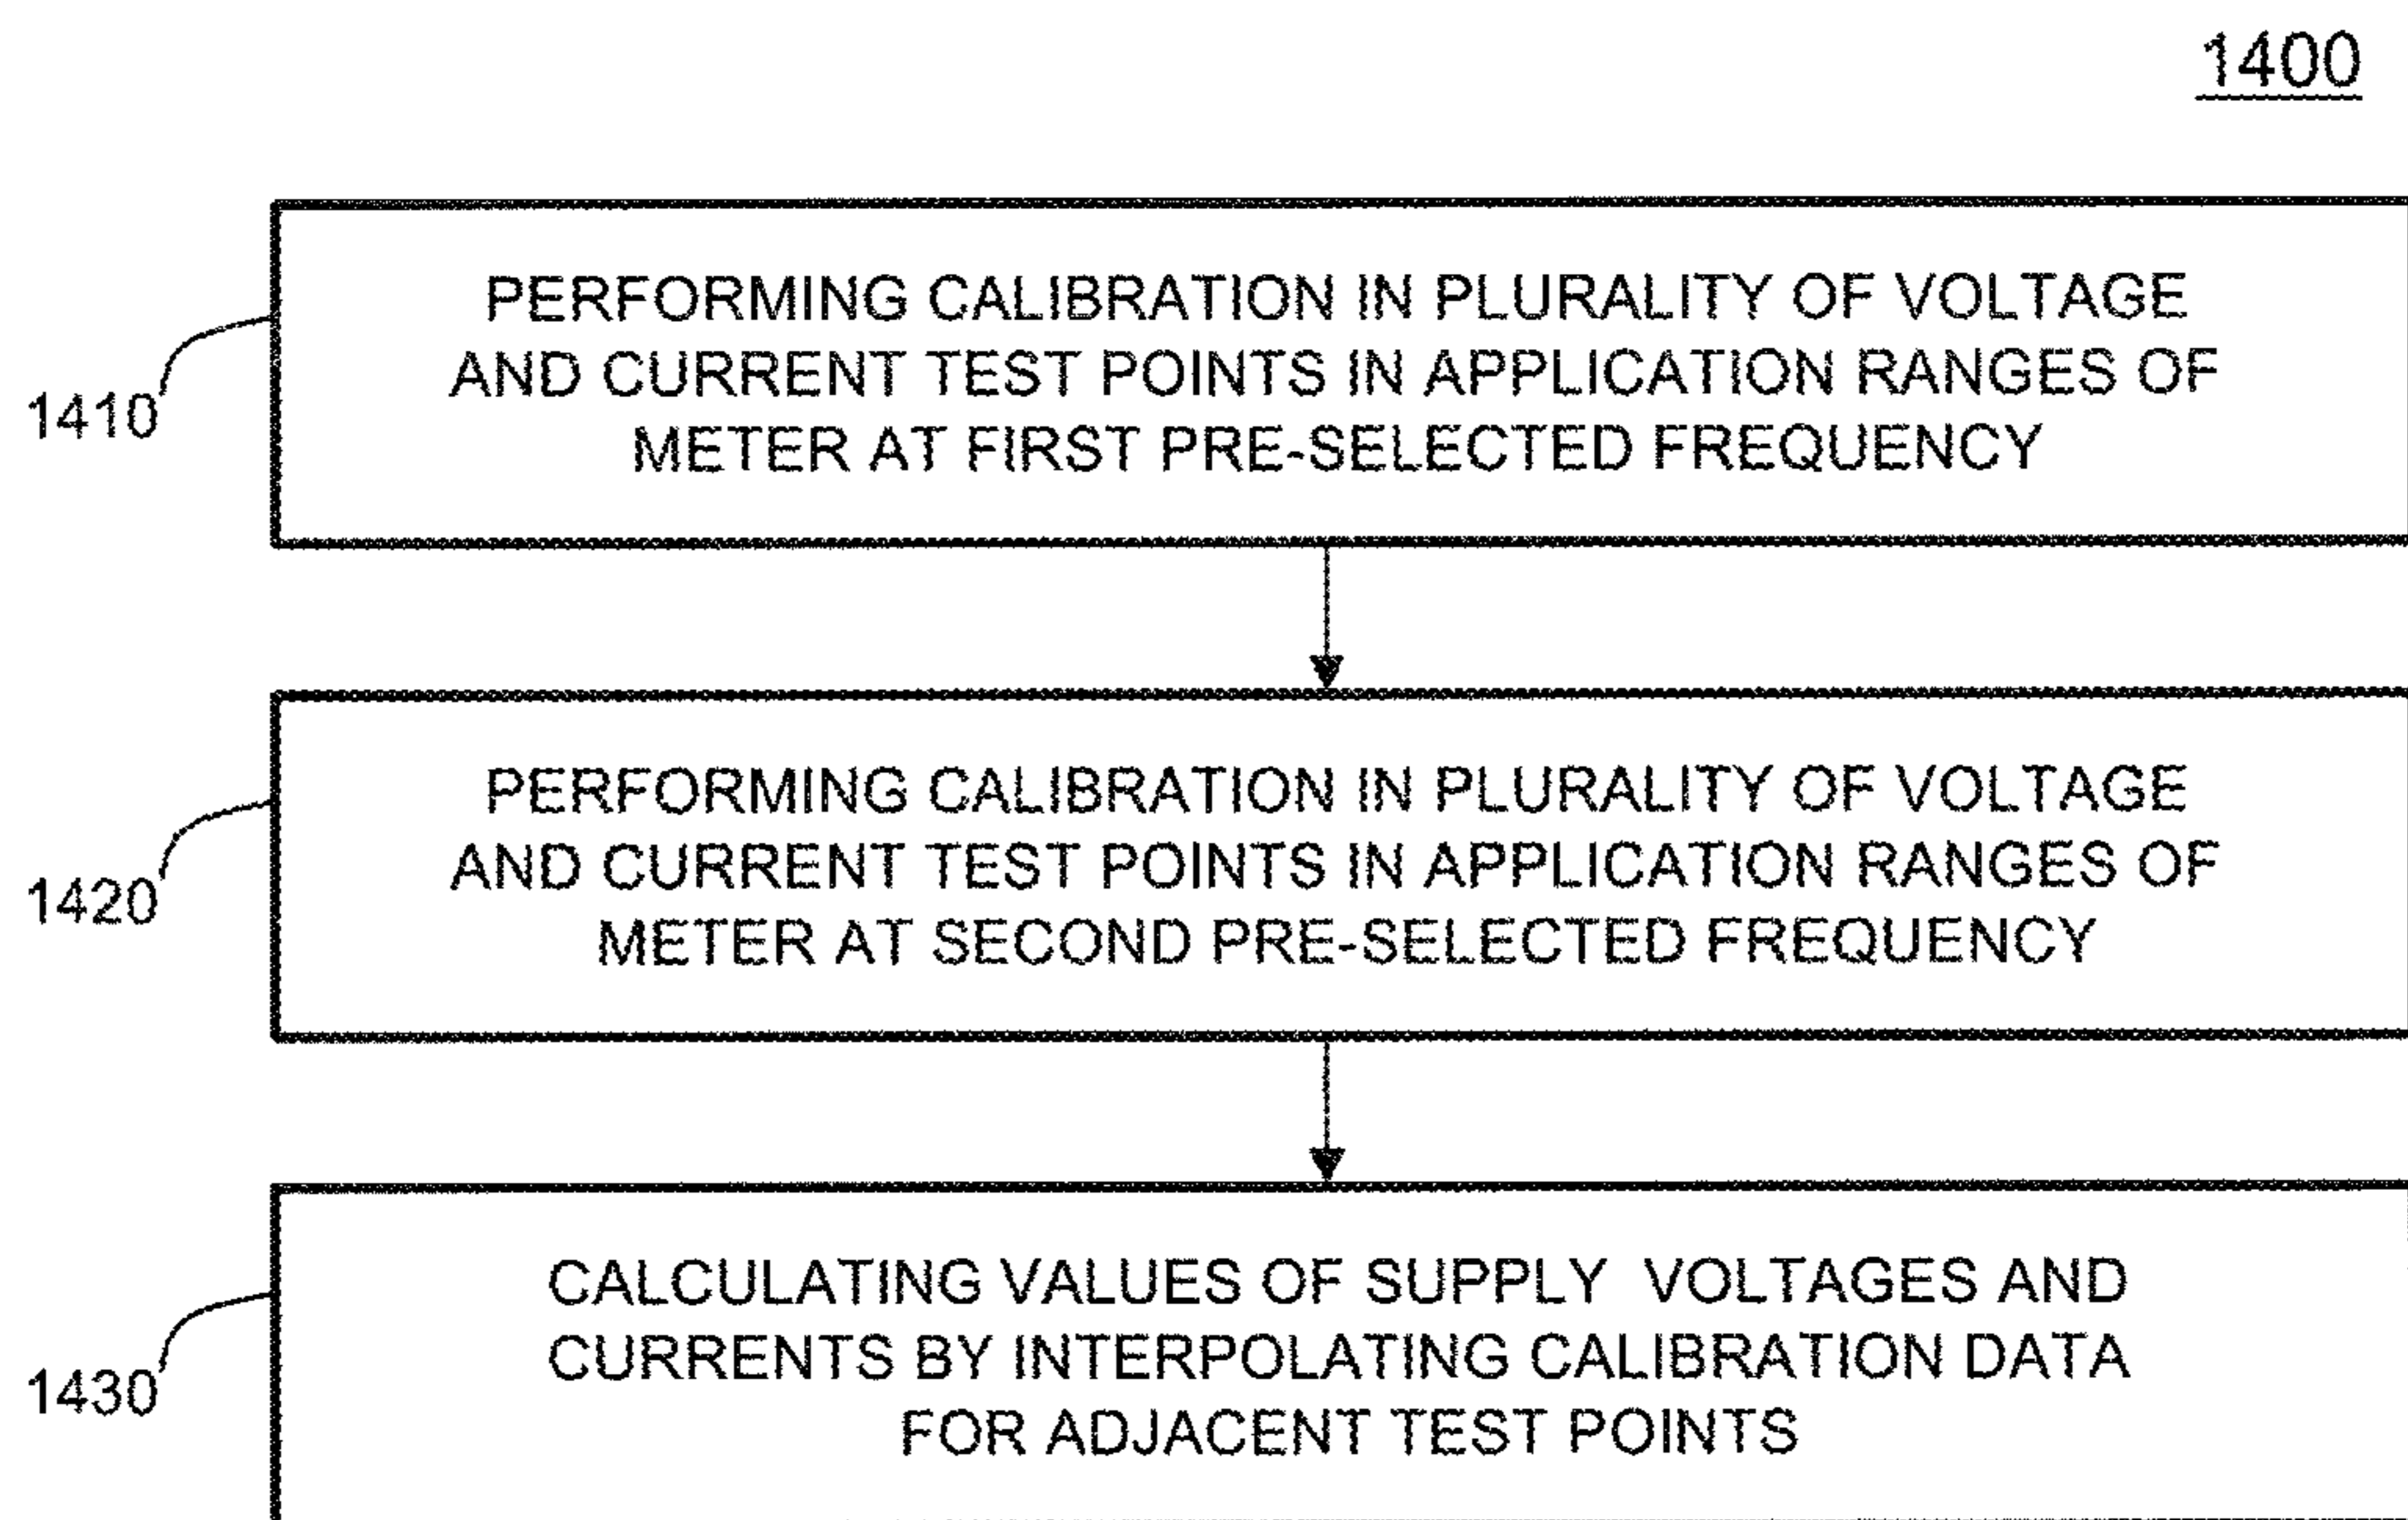 1400
PERFORMING CALIBRATION IN PLURALITY OF VOLTAGE
AND CURRENT TEST POINTS IN APPLICATION RANGES OF
METER AT FIRST PRE-SELECTED FREQUENCY
1410
PERFORMING CALIBRATION IN PLURALITY OF VOLTAGE
AND CURRENT TEST POINTS IN APPLICATION RANGES OF
METER AT SECOND PRE-SELECTED FREQUENCY
1420
CALCULATING VALUES OF SUPPLY VOLTAGES AND
CURRENTS BY INTERPOLATING CALIBRATION DATA
FOR ADJACENT TEST POINTS
1430